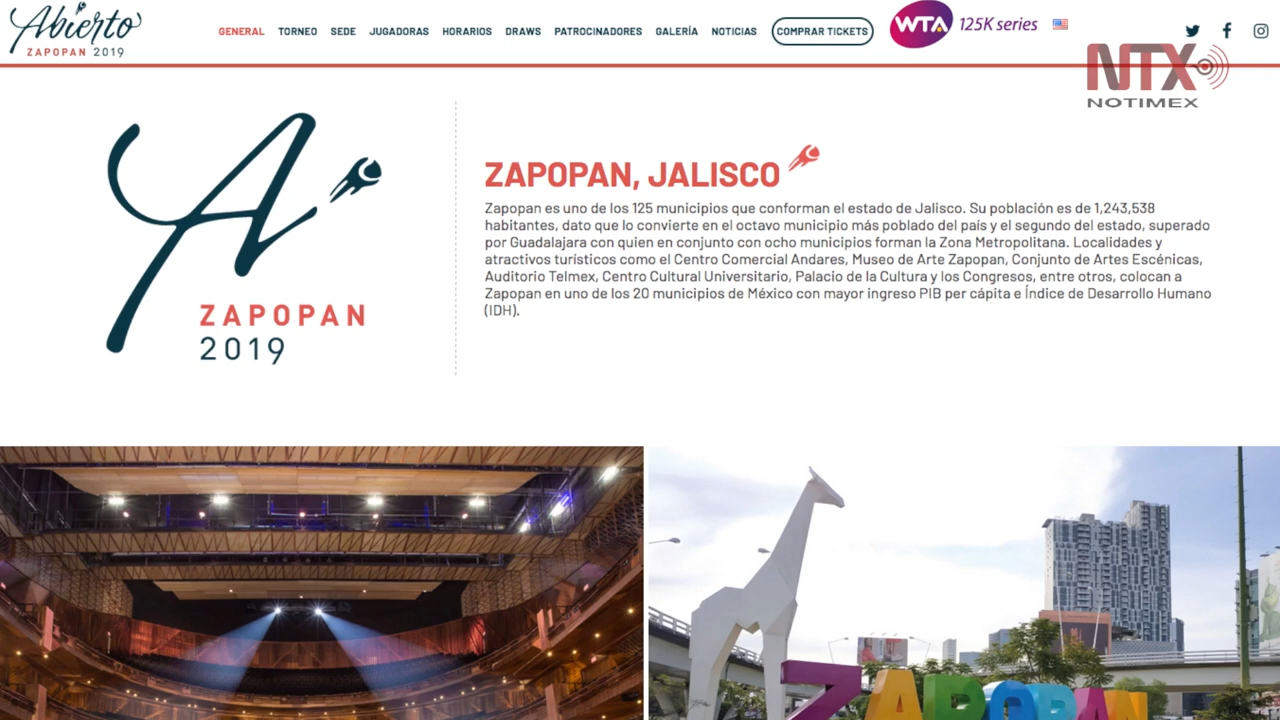 Abierto
ZAPOPAN 2019
GENERAL TORNEO SEDE JUGADORAS HORARIOS DRAWS PATROCINADORES GALERÍA NOTICIAS COMPRAR TICKETS
WTA 125K series
NTX
NOTIMEX
A
ZAPOPAN
2019
ZAPOPAN, JALISCO
Zapopan es uno de los 125 municipios que conforman el estado de Jalisco. Su población es de 1,243,538
habitantes, dato que lo convierte en el octavo municipio más poblado del país y el segundo del estado, superado
por Guadalajara con quien en conjunto con ocho municipios forman la Zona Metropolitana. Localidades y
atractivos turísticos como el Centro Comercial Andares, Museo de Arte Zapopan, Conjunto de Artes Escénicas,
Auditorio Telmex, Centro Cultural Universitario, Palacio de la Cultura y los Congresos, entre otros, colocan a
Zapopan en uno de los 20 municipios de México con mayor ingreso PIB per cápita e Índice de Desarrollo Humano
(IDH).
ZAPOPAN